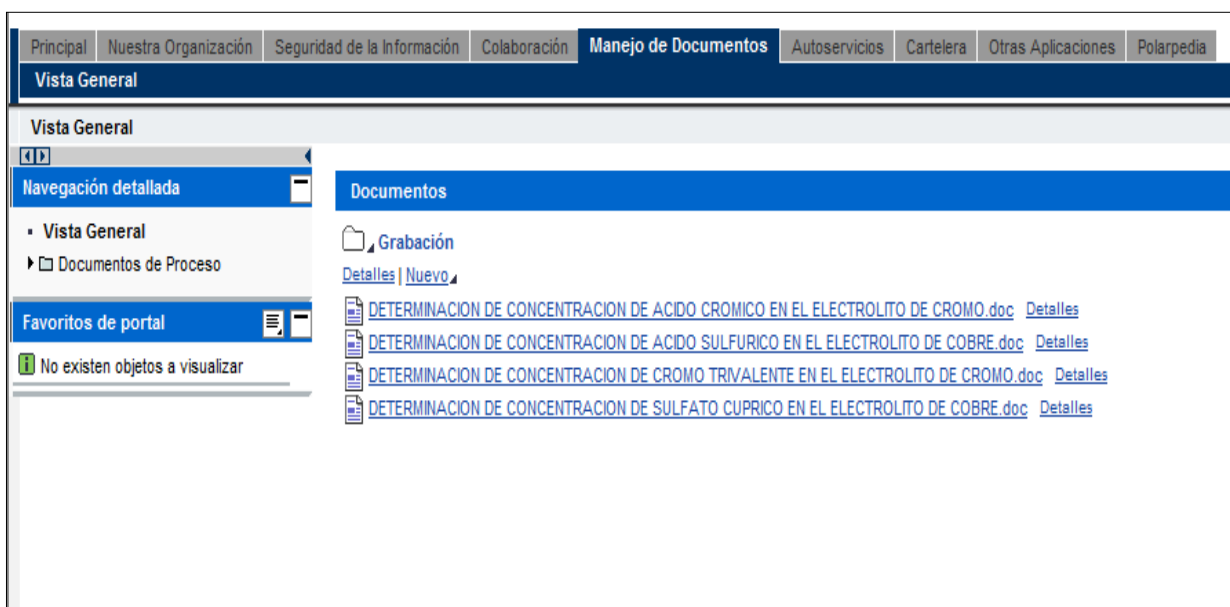 Principal Nuestra Organización Seguridad de la Información Colaboración Manejo de Documentos Autoservicios Cartelera Otras Aplicaciones Polarpedia
Vista General
Vista General
Navegación detallada
Vista General
Documentos de Proceso
Favoritos de portal
No existen objetos a visualizar
Documentos
Grabación
Detalles | Nuevo
DETERMINACION DE CONCENTRACION DE ACIDO CROMICO EN EL ELECTROLITO DE CROMO.doc Detalles
DETERMINACION DE CONCENTRACION DE ACIDO SULFURICO EN EL ELECTROLITO DE COBRE.doc Detalles
DETERMINACION DE CONCENTRACION DE CROMO TRIVALENTE EN EL ELECTROLITO DE CROMO.doc Detalles
DETERMINACION DE CONCENTRACION DE SULFATO CUPRICO EN EL ELECTROLITO DE COBRE.doc Detalles